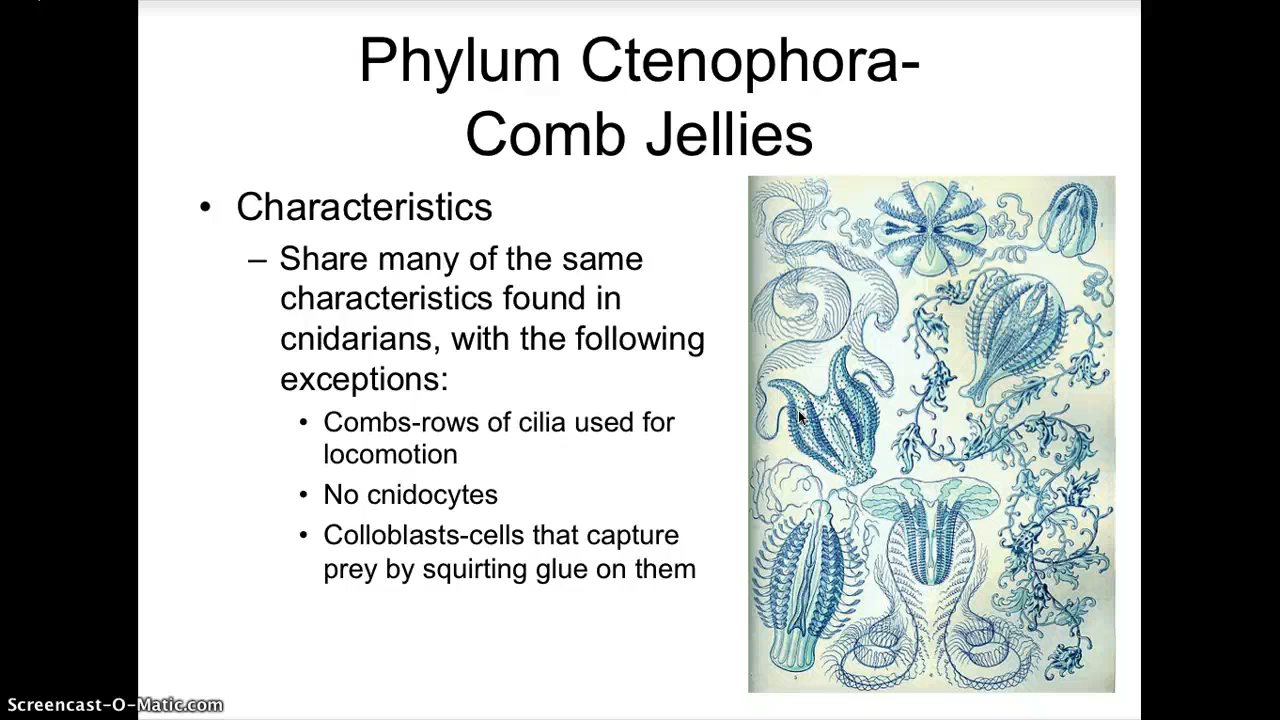 Phylum Ctenophora-
Comb Jellies
• Characteristics
– Share many of the same
characteristics found in
cnidarians, with the following
exceptions:
• Combs-rows of cilia used for
locomotion
• No cnidocytes
• Colloblasts-cells that capture
prey by squirting glue on them
Screencast-O-Matic.com